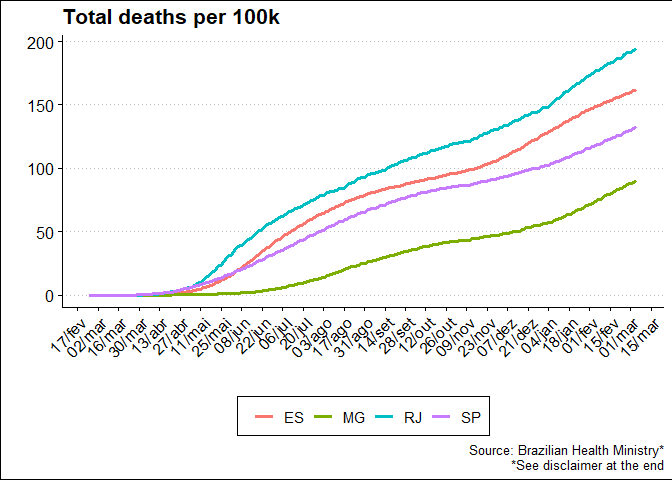 Total deaths per 100k
200
150
100
50
0
17/fev
02/mar
16/mar
30/mar
13/abr
27/abr
11/mai
25/mai
08/jun
22/jun
06/jul
20/jul
03/ago
17/ago
31/ago
14/set
28/set
12/out
26/out
09/nov
23/nov
07/dez
21/dez
04/jan
18/jan
01/fev
15/fev
01/mar
15/mar
ES MG RJ SP
Source: Brazilian Health Ministry*
*See disclaimer at the end